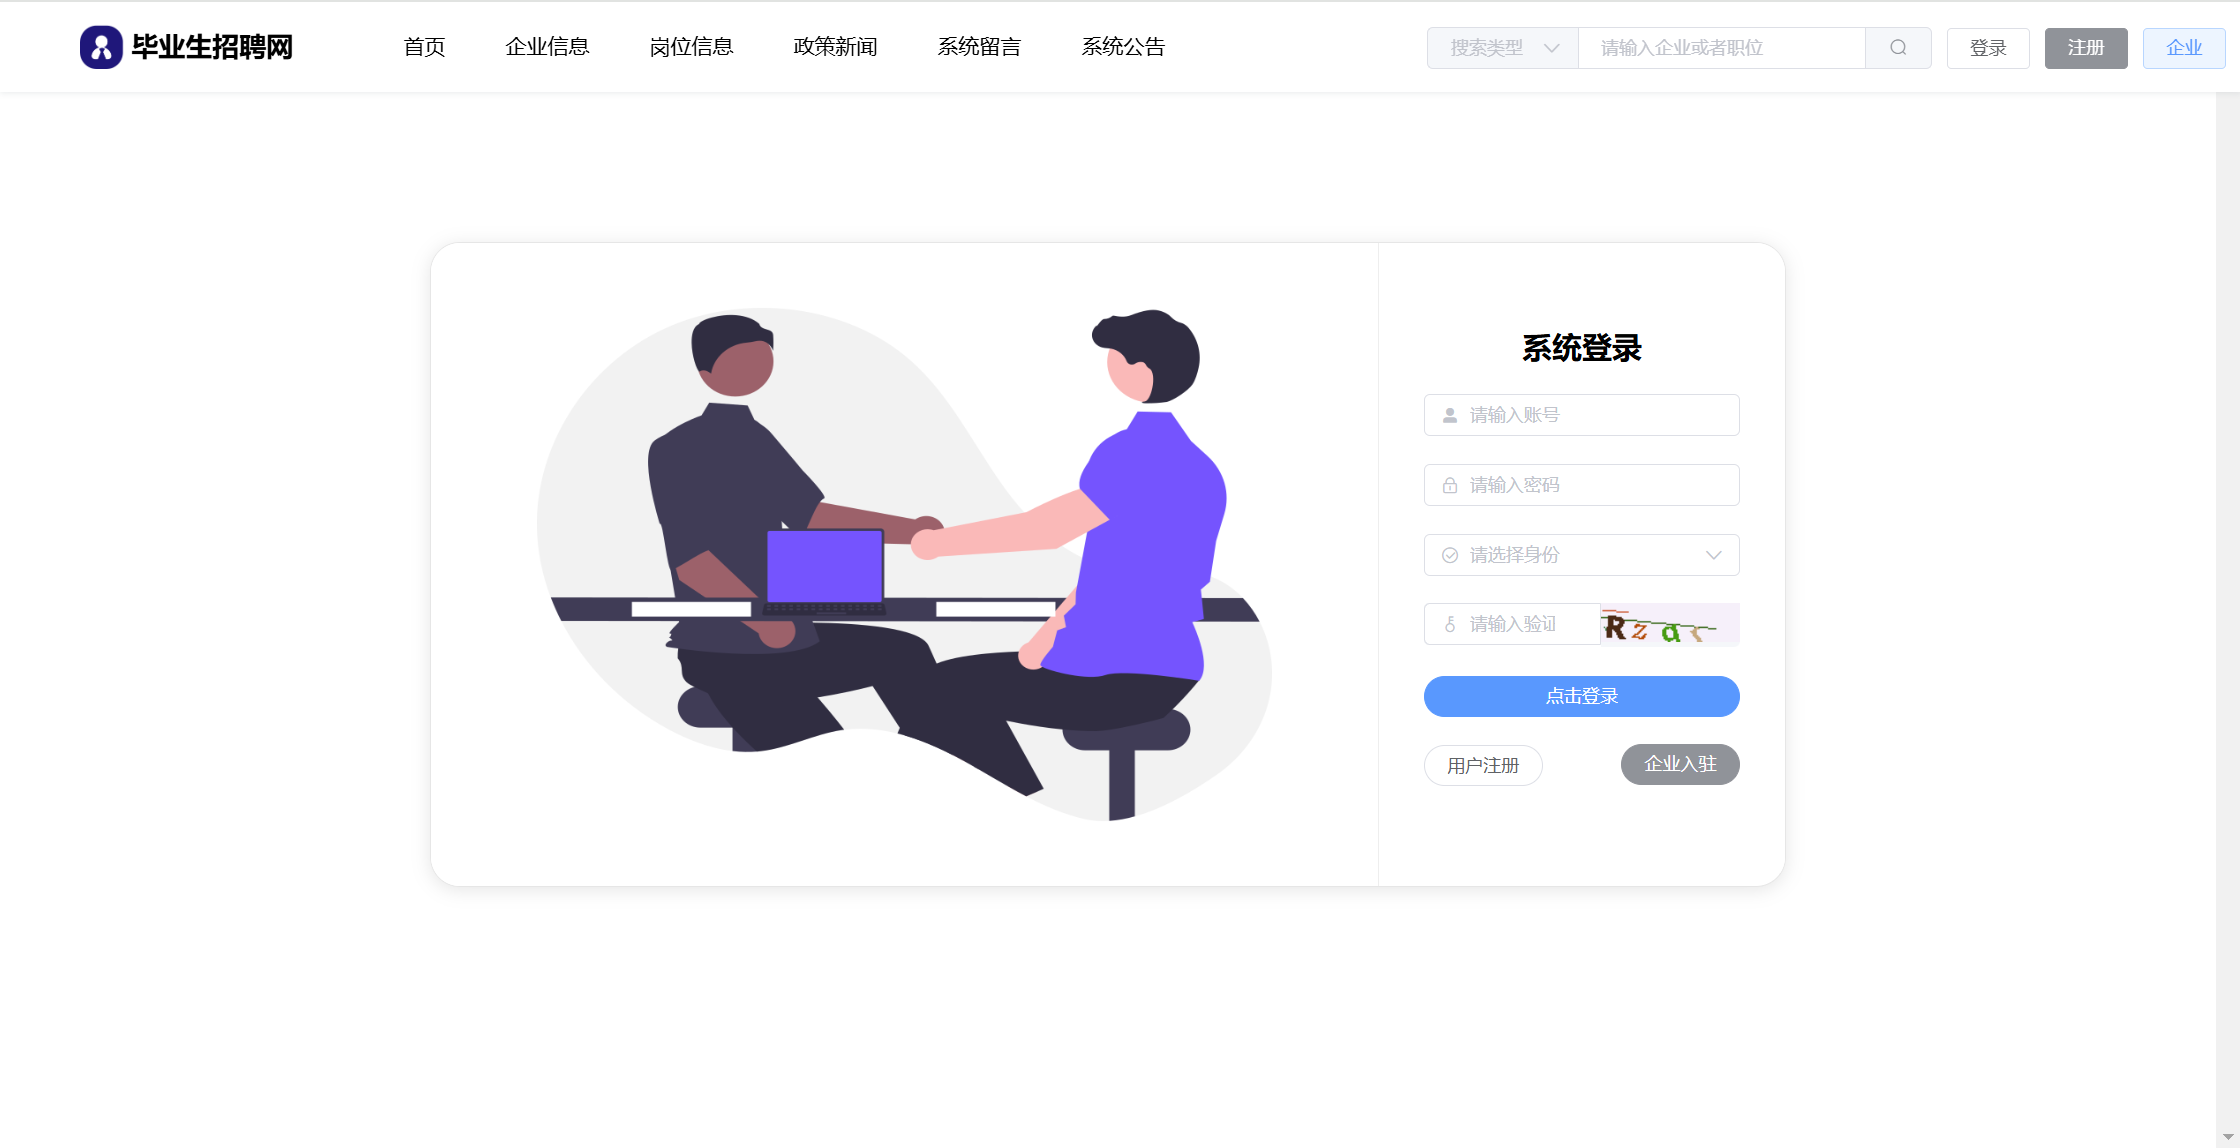 毕业生招聘网 首页 企业信息 岗位信息 政策新闻 系统留言 系统公告 搜索类型 请输入企业或者职位 登录 注册 企业
系统登录
请输入账号
请输入密码
请选择身份
请输入验证
点击登录
用户注册 企业入驻